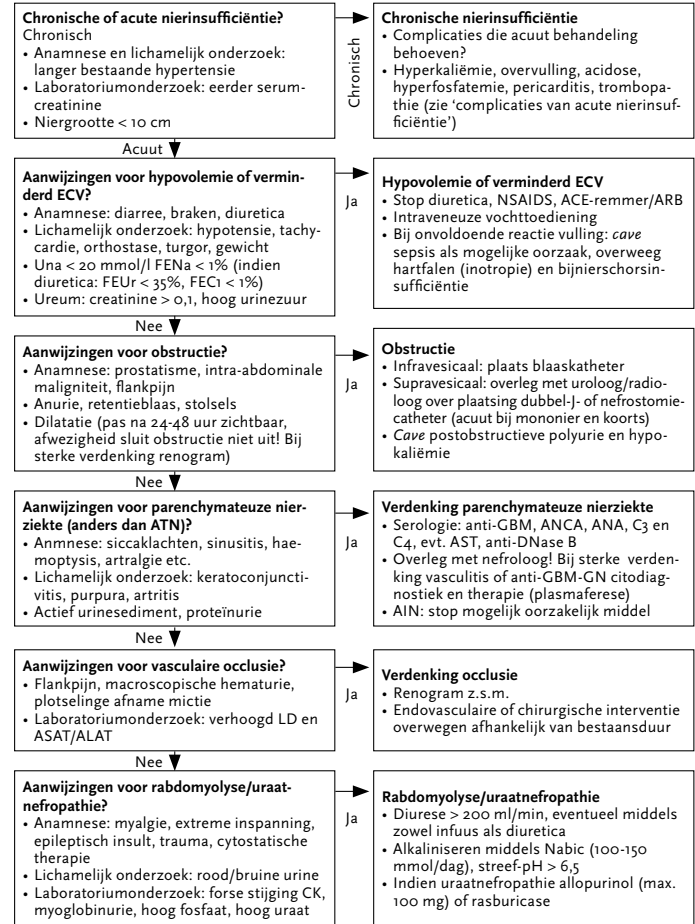 Chronische of acute nierinsufficiëntie?
Chronisch
• Anamnese en lichamelijk onderzoek:
langer bestaande hypertensie
• Laboratoriumonderzoek: eerder serum-
creatinine
• Niergrootte < 10 cm
Chronisch
Chronische nierinsufficiëntie
• Complicaties die acuut behandeling
behoeven?
• Hyperkaliëmie, overvulling, acidose,
hyperfosfatemie, pericarditis, trombopa-
thie (zie ‘complicaties van acute nierinsuf-
ficiëntie’)
Acuut
Aanwijzingen voor hypovolemie of vermin-
derd ECV?
• Anamnese: diarree, braken, diuretica
• Lichamelijk onderzoek: hypotensie, tachy-
cardie, orthostase, turgor, gewicht
• Una < 20 mmol/l FENa < 1% (indien
diuretica: FEUr < 35%, FEC1 < 1%)
• Ureum: creatinine > 0,1, hoog urinezuur
Ja
Hypovolemie of verminderd ECV
• Stop diuretica, NSAIDS, ACE-remmer/ARB
• Intraveneuze vochttoediening
• Bij onvoldoende reactie vulling: cave
sepsis als mogelijke oorzaak, overweeg
hartfalen (inotropie) en bijnierschorsin-
sufficiëntie
Nee
Aanwijzingen voor obstructie?
• Anamnese: prostatisme, intra-abdominale
maligniteit, flankpijn
• Anurie, retentieblaas, stolsels
• Dilatatie (pas na 24-48 uur zichtbaar,
afwezigheid sluit obstructie niet uit! Bij
sterke verdenking renogram)
Ja
Obstructie
• Infravesicaal: plaats blaaskatheter
• Supravesicaal: overleg met uroloog/radio-
loog over plaatsing dubbel-J- of nefrostomie-
catheter (acuut bij mononier en koorts)
• Cave postobstructieve polyurie en hypo-
kaliëmie
Nee
Aanwijzingen voor parenchymateuze nier-
ziekte (anders dan ATN)?
• Anmnese: siccaklachten, sinusitis, hae-
moptysis, artralgie etc.
• Lichamelijk onderzoek: keratoconjuncti-
vitis, purpura, artritis
• Actief urinesediment, proteïnurie
Ja
Verdenking parenchymateuze nierziekte
• Serologie: anti-GBM, ANCA, ANA, C3 en
C4, evt. AST, anti-DNase B
• Overleg met nefroloog! Bij sterke verden-
king vasculitis of anti-GBM-GN citodiag-
nostiek en therapie (plasmaferese)
• AIN: stop mogelijk oorzakelijk middel
Nee
Aanwijzingen voor vasculaire occlusie?
• Flankpijn, macroscopische hematurie,
plotselinge afname mictie
• Laboratoriumonderzoek: verhoogd LD en
ASAT/ALAT
Ja
Verdenking occlusie
• Renogram z.s.m.
• Endovasculaire of chirurgische interventie
overwegen afhankelijk van bestaansduur
Nee
Aanwijzingen voor rabdomyolyse/uraat-
nefropathie?
• Anamnese: myalgie, extreme inspanning,
epileptisch insult, trauma, cytostatische
therapie
• Lichamelijk onderzoek: rood/bruine urine
• Laboratoriumonderzoek: forse stijging CK,
myoglobinurie, hoog fosfaat, hoog uraat
Ja
Rabdomyolyse/uraatnefropathie
• Diurese > 200 ml/min, eventueel middels
zowel infuus als diuretica
• Alkaliniseren middels Nabic (100-150
mmol/dag), streef-pH > 6,5
• Indien uraatnefropathie allopurinol (max.
100 mg) of rasburicase